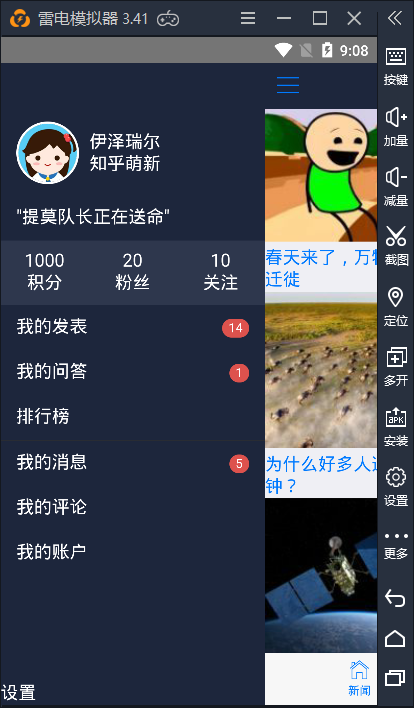 雷电模拟器 3.41
9:08
伊泽瑞尔
知乎萌新
"提莫队长正在送命"
1000 20 10
积分 粉丝 关注
我的发表 14
我的问答 1
排行榜
我的消息 5
我的评论
我的账户
设置
春天来了，万
迁徙
为什么好多人
钟？
新闻
按键
加量
减量
截图
定位
多开
APK
安装
设置
更多